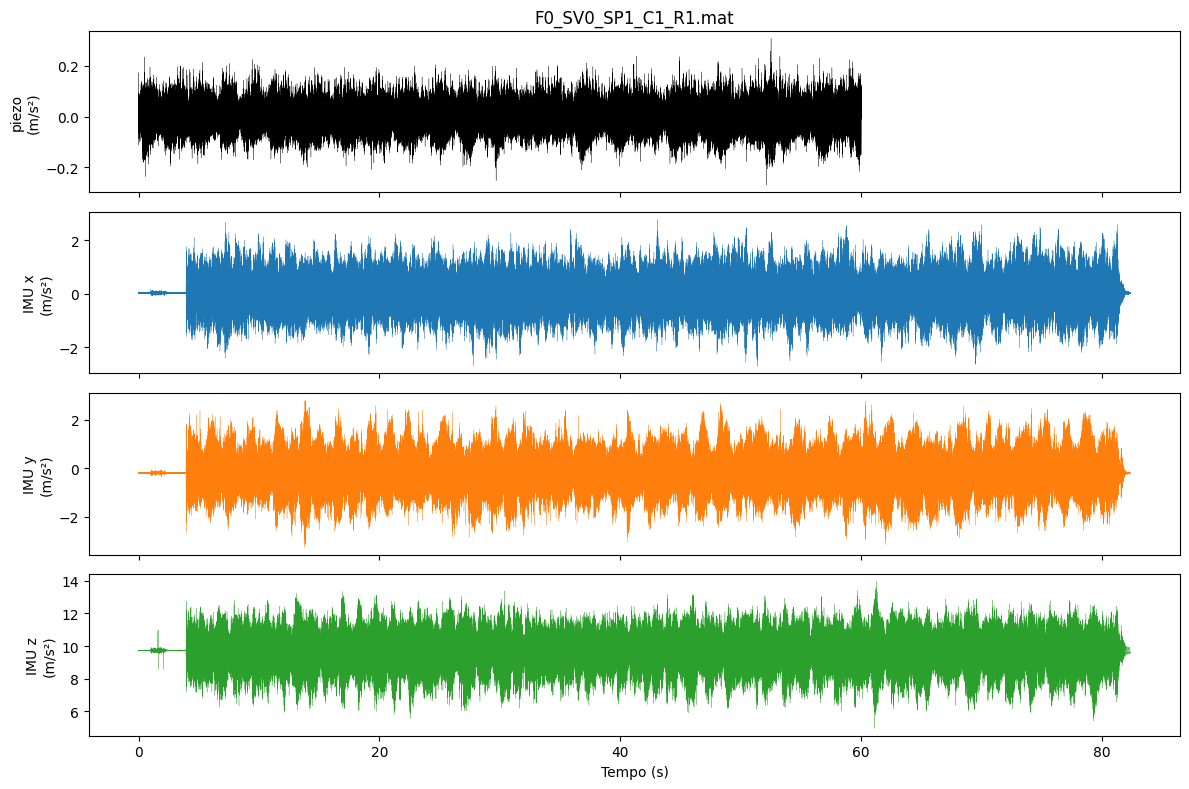 F0_SV0_SP1_C1_R1.mat
piezo
(m/s²)
0.2
0.0
−0.2
IMU x
(m/s²)
2
0
−2
IMU y
(m/s²)
2
0
−2
IMU z
(m/s²)
14
12
10
8
6
0 20 40 60 80
Tempo (s)